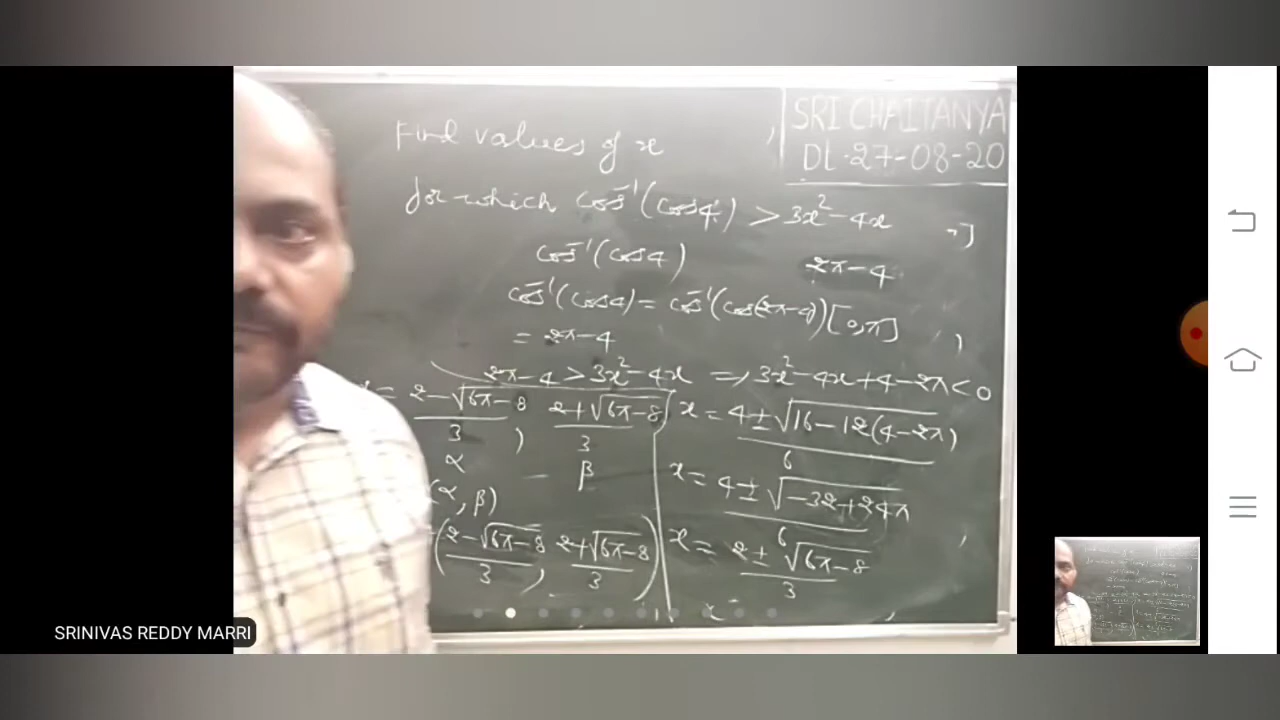 SRI CHAITANYA
Dt. 27-08-20
Find values of x
for which cos⁻¹(cos4) > 3x² - 4x
cos⁻¹(cos4)
2π-4
cos⁻¹(cos4) = cos⁻¹(cos(2π-4)) [0,π]
= 2π-4
2π-4 > 3x²-4x ⇒ 3x²-4x+4-2π<0
x = (4±√(16-12(4-2π)))/6
x = (4±√(-32+24π))/6
x = (2±√(6π-8))/3
= (2-√(6π-8))/3 , (2+√(6π-8))/3
α - β
(α, β)
((2-√(6π-8))/3 , (2+√(6π-8))/3)
SRINIVAS REDDY MARRI